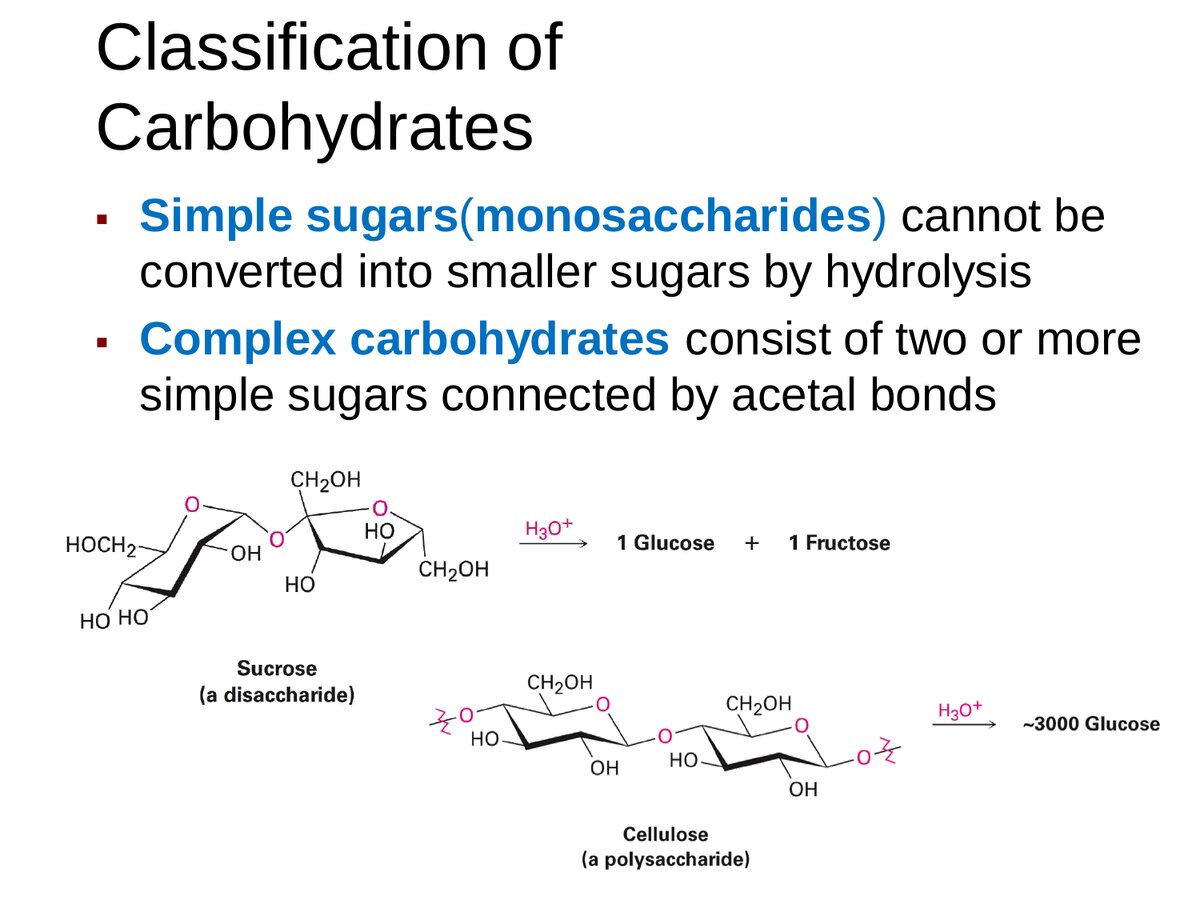 Classification of
Carbohydrates
▪ Simple sugars(monosaccharides) cannot be
converted into smaller sugars by hydrolysis
▪ Complex carbohydrates consist of two or more
simple sugars connected by acetal bonds
CH₂OH
O
O
HO
HOCH₂
OH
O
HO
CH₂OH
HO HO
H₃O⁺
1 Glucose + 1 Fructose
Sucrose
(a disaccharide)
CH₂OH
O
O
HO
OH
O
CH₂OH
O
HO
OH
O
H₃O⁺
~3000 Glucose
Cellulose
(a polysaccharide)